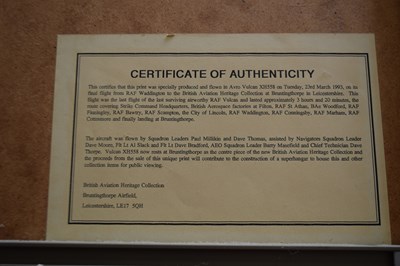 CERTIFICATE OF AUTHENTICITY
This certifies that this print was specially produced and flown in Avro Vulcan XH558 on Tuesday, 23rd March 1993, on its
final flight from RAF Waddington to the British Aviation Heritage Collection at Bruntingthorpe in Leicestershire. This
flight was the last flight of the last surviving airworthy RAF Vulcan and lasted approximately 3 hours and 20 minutes, the
route covering Strike Command Headquarters, British Aerospace factories at Filton, RAF St Athan, BAe Woodford, RAF
Finningley, RAF Bawtry, RAF Scampton, the City of Lincoln, RAF Waddington, RAF Coningsby, RAF Marham, RAF
Cottesmore and finally landing at Bruntingthorpe.
The aircraft was flown by Squadron Leaders Paul Millikin and Dave Thomas, assisted by Navigators Squadron Leader
Dave Moore, Flt Lt Al Slack and Flt Lt Dave Bradford, AEO Squadron Leader Barry Masefield and Chief Technician Dave
Thorpe. Vulcan XH558 now rests at Bruntingthorpe as the centre piece of the new British Aviation Heritage Collection and
the proceeds from the sale of this unique print will contribute to the construction of a superhangar to house this and other
collection items for public viewing.
British Aviation Heritage Collection
Bruntingthorpe Airfield,
Leicestershire, LE17 5QH